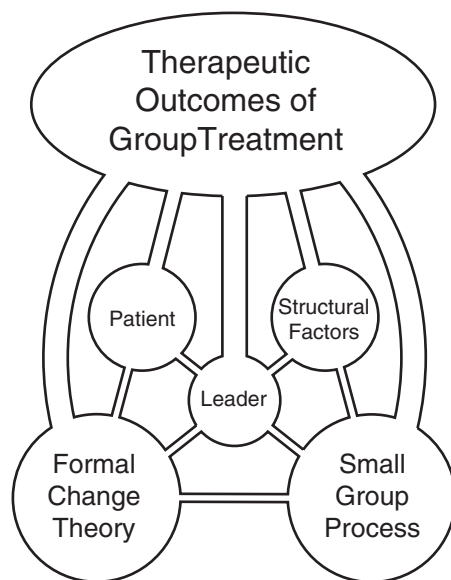 Therapeutic
Outcomes of
GroupTreatment
Patient
Structural
Factors
Leader
Formal
Change
Theory
Small
Group
Process